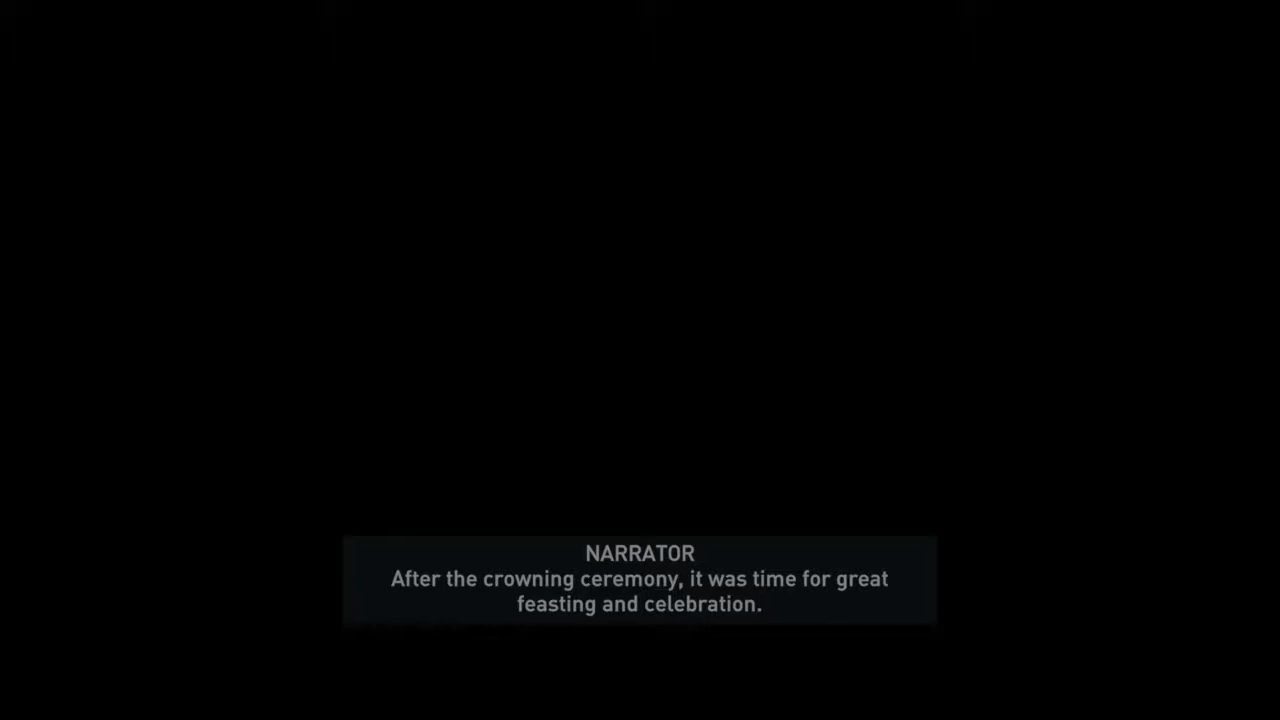 NARRATOR
After the crowning ceremony, it was time for great
feasting and celebration.